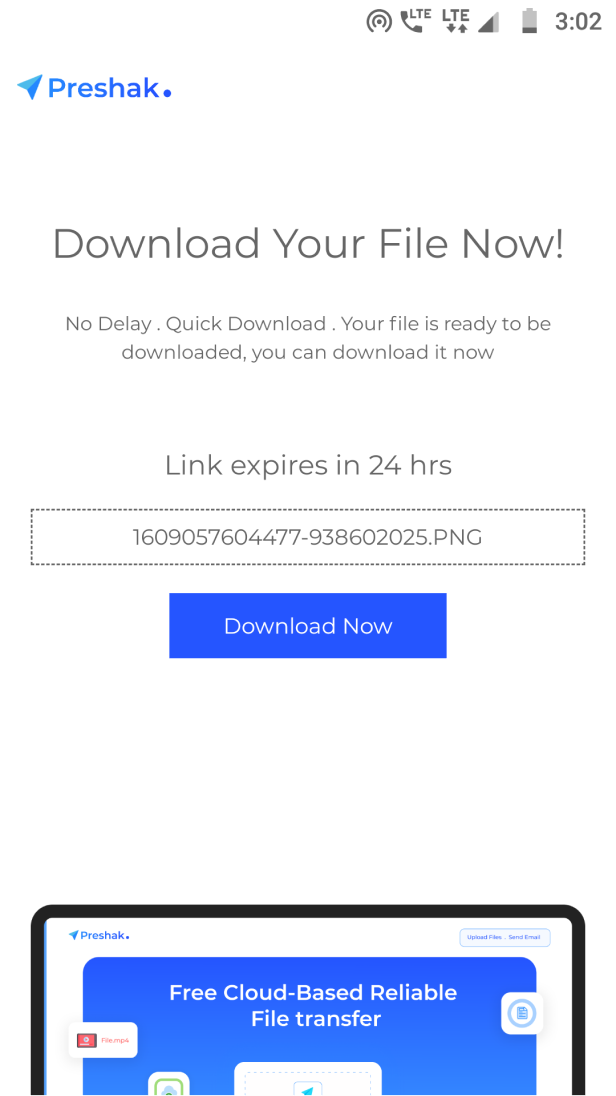 LTE LTE 3:02
Preshak.
Download Your File Now!
No Delay . Quick Download . Your file is ready to be
downloaded, you can download it now
Link expires in 24 hrs
1609057604477-938602025.PNG
Download Now
Preshak.
Upload Files . Send Email
Free Cloud-Based Reliable
File transfer
File.mp4